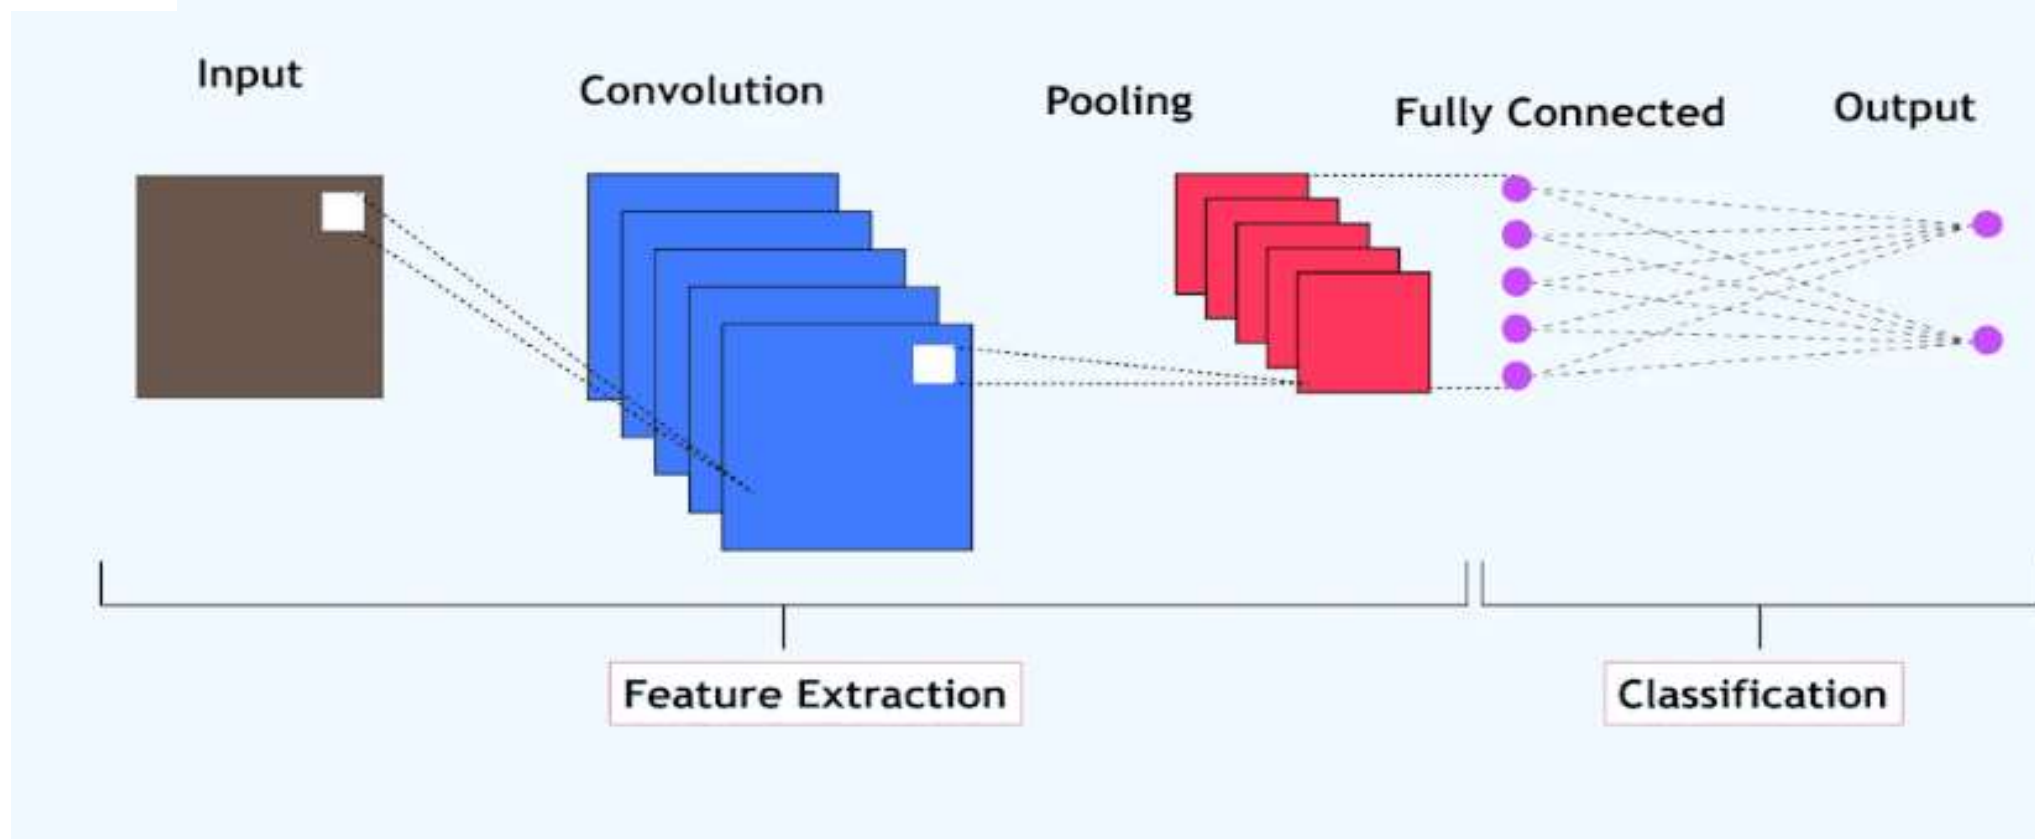 Input
Convolution
Pooling
Fully Connected
Output
Feature Extraction
Classification